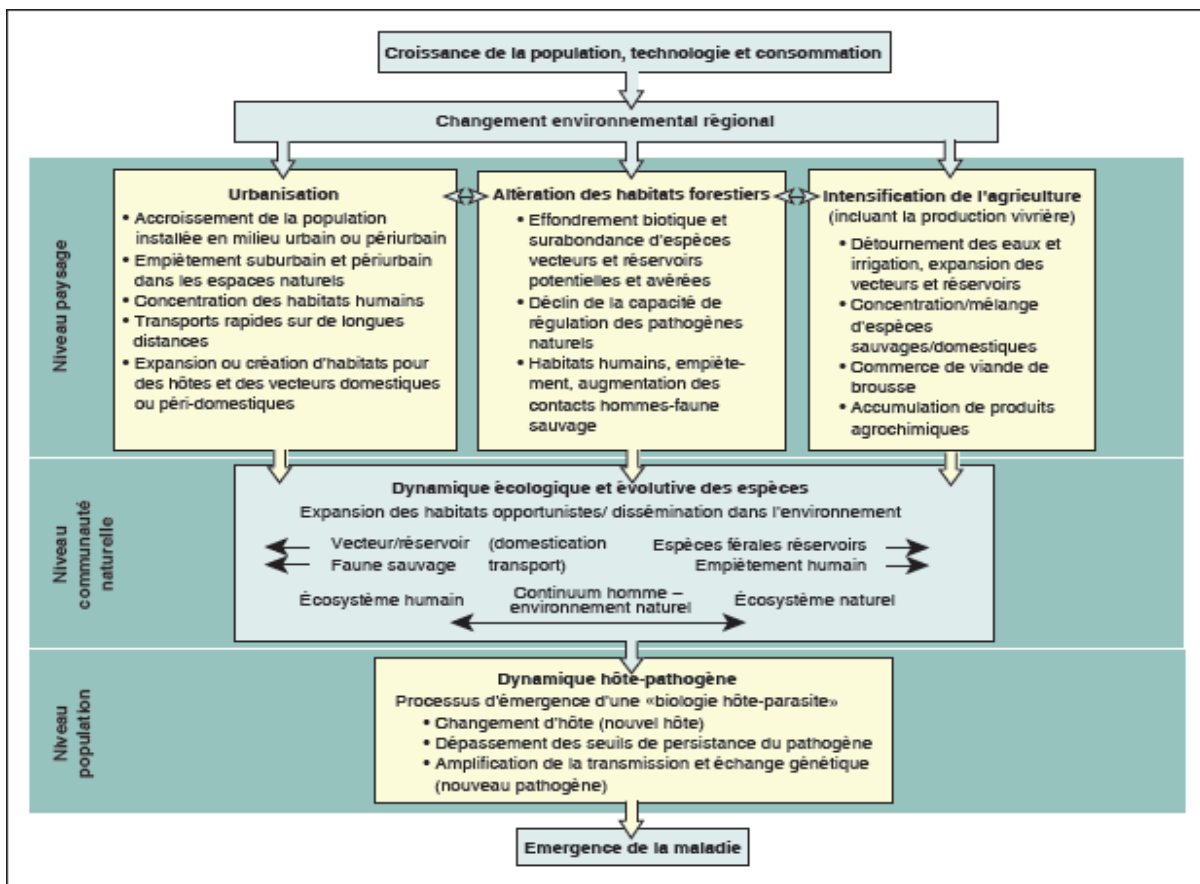 Croissance de la population, technologie et consommation
Changement environnemental régional
Niveau paysage
Urbanisation
• Accroissement de la population
installée en milieu urbain ou périurbain
• Empiètement suburbain et périurbain
dans les espaces naturels
• Concentration des habitats humains
• Transports rapides sur de longues
distances
• Expansion ou création d'habitats pour
des hôtes et des vecteurs domestiques
ou péri-domestiques
Altération des habitats forestiers
• Effondrement biotique et
surabondance d'espèces
vecteurs et réservoirs
potentielles et avérées
• Déclin de la capacité de
régulation des pathogènes
naturels
• Habitats humains, empiète-
ment, augmentation des
contacts hommes-faune
sauvage
Intensification de l'agriculture
(incluant la production vivrière)
• Détournement des eaux et
irrigation, expansion des
vecteurs et réservoirs
• Concentration/mélange
d'espèces
sauvages/domestiques
• Commerce de viande de
brousse
• Accumulation de produits
agrochimiques
Niveau
communauté
naturelle
Dynamique écologique et évolutive des espèces
Expansion des habitats opportunistes/ dissémination dans l'environnement
Vecteur/réservoir (domestication Espèces férales réservoirs
Faune sauvage transport) Empiètement humain
Écosystème humain Continuum homme – Écosystème naturel
environnement naturel
Niveau
population
Dynamique hôte-pathogène
Processus d'émergence d'une «biologie hôte-parasite»
• Changement d'hôte (nouvel hôte)
• Dépassement des seuils de persistance du pathogène
• Amplification de la transmission et échange génétique
(nouveau pathogène)
Emergence de la maladie